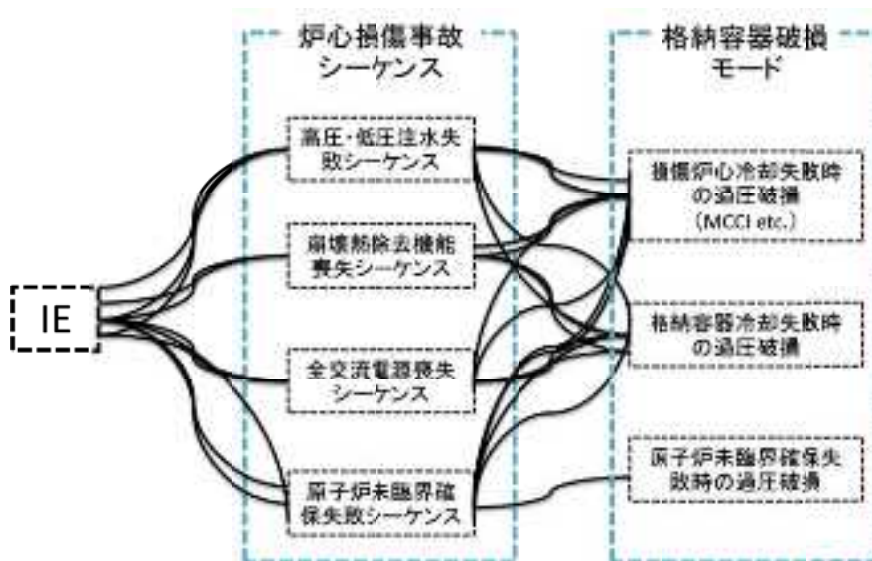 炉心損傷事故
シーケンス
格納容器破損
モード
IE
高圧・低圧注水失
敗シーケンス
崩壊熱除去機能
喪失シーケンス
全交流電源喪失
シーケンス
原子炉未臨界確
保失敗シーケンス
損傷炉心冷却失敗時
の過圧破損
（MCCI etc.）
格納容器冷却失敗時
の過圧破損
原子炉未臨界確保失
敗時の過圧破損